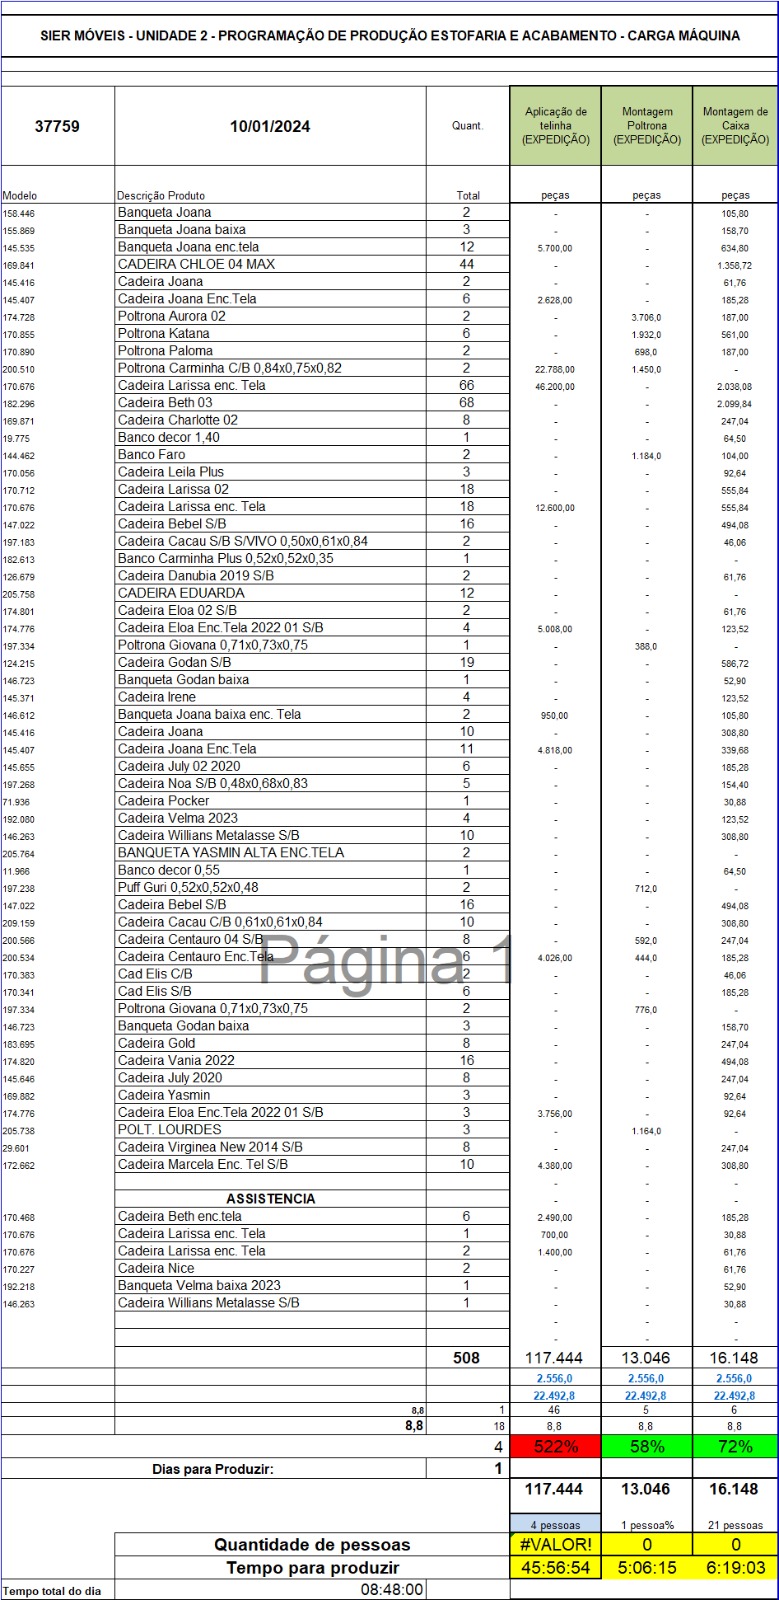 SIER MÓVEIS - UNIDADE 2 - PROGRAMAÇÃO DE PRODUÇÃO ESTOFARIA E ACABAMENTO - CARGA MÁQUINA
37759 10/01/2024 Quant. Aplicação de telinha (EXPEDIÇÃO) Montagem Poltrona (EXPEDIÇÃO) Montagem de Caixa (EXPEDIÇÃO)
Modelo Descrição Produto Total peças peças peças
158.446 Banqueta Joana 2 - - 105,80
155.869 Banqueta Joana baixa 3 - - 158,70
145.535 Banqueta Joana enc.tela 12 5.700,00 - 634,80
169.841 CADEIRA CHLOE 04 MAX 44 - - 1.358,72
145.416 Cadeira Joana 2 - - 61,76
145.407 Cadeira Joana Enc.Tela 6 2.628,00 - 185,28
174.728 Poltrona Aurora 02 2 - 3.706,0 187,00
170.855 Poltrona Katana 6 - 1.932,0 561,00
170.890 Poltrona Paloma 2 - 698,0 187,00
200.510 Poltrona Carminha C/B 0,84x0,75x0,82 2 22.788,00 1.450,0 -
170.676 Cadeira Larissa enc. Tela 66 46.200,00 - 2.038,08
182.296 Cadeira Beth 03 68 - - 2.099,84
169.871 Cadeira Charlotte 02 8 - - 247,04
19.775 Banco decor 1,40 1 - - 64,50
144.462 Banco Faro 2 - 1.184,0 104,00
170.056 Cadeira Leila Plus 3 - - 92,64
170.712 Cadeira Larissa 02 18 - - 555,84
170.676 Cadeira Larissa enc. Tela 18 12.600,00 - 555,84
147.022 Cadeira Bebel S/B 16 - - 494,08
197.183 Cadeira Cacau S/B S/VIVO 0,50x0,61x0,84 2 - - 46,06
182.613 Banco Carminha Plus 0,52x0,52x0,35 1 - - -
126.679 Cadeira Danubia 2019 S/B 2 - - 61,76
205.758 CADEIRA EDUARDA 12 - - -
174.801 Cadeira Eloa 02 S/B 2 - - 61,76
174.776 Cadeira Eloa Enc.Tela 2022 01 S/B 4 5.008,00 - 123,52
197.334 Poltrona Giovana 0,71x0,73x0,75 1 - 388,0 -
124.215 Cadeira Godan S/B 19 - - 586,72
146.723 Banqueta Godan baixa 1 - - 52,90
145.371 Cadeira Irene 4 - - 123,52
146.612 Banqueta Joana baixa enc. Tela 2 950,00 - 105,80
145.416 Cadeira Joana 10 - - 308,80
145.407 Cadeira Joana Enc.Tela 11 4.818,00 - 339,68
145.655 Cadeira July 02 2020 6 - - 185,28
197.268 Cadeira Noa S/B 0,48x0,68x0,83 5 - - 154,40
71.936 Cadeira Pocker 1 - - 30,88
192.080 Cadeira Velma 2023 4 - - 123,52
146.263 Cadeira Willians Metalasse S/B 10 - - 308,80
205.764 BANQUETA YASMIN ALTA ENC.TELA 2 - - -
11.966 Banco decor 0,55 1 - - 64,50
197.238 Puff Guri 0,52x0,52x0,48 2 - 712,0 -
147.022 Cadeira Bebel S/B 16 - - 494,08
209.159 Cadeira Cacau C/B 0,61x0,61x0,84 10 - - 308,80
200.566 Cadeira Centauro 04 S/B 8 - 592,0 247,04
200.534 Cadeira Centauro Enc.Tela 6 4.026,00 444,0 185,28
Página 1
170.383 Cad Elis C/B 2 - - 46,06
170.341 Cad Elis S/B 6 - - 185,28
197.334 Poltrona Giovana 0,71x0,73x0,75 2 - 776,0 -
146.723 Banqueta Godan baixa 3 - - 158,70
183.695 Cadeira Gold 8 - - 247,04
174.820 Cadeira Vania 2022 16 - - 494,08
145.646 Cadeira July 2020 8 - - 247,04
169.882 Cadeira Yasmin 3 - - 92,64
174.776 Cadeira Eloa Enc.Tela 2022 01 S/B 3 3.756,00 - 92,64
205.738 POLT. LOURDES 3 - 1.164,0 -
29.601 Cadeira Virginea New 2014 S/B 8 - - 247,04
172.662 Cadeira Marcela Enc. Tel S/B 10 4.380,00 - 308,80
- - -
ASSISTENCIA - - -
170.468 Cadeira Beth enc.tela 6 2.490,00 - 185,28
170.676 Cadeira Larissa enc. Tela 1 700,00 - 30,88
170.676 Cadeira Larissa enc. Tela 2 1.400,00 - 61,76
170.227 Cadeira Nice 2 - - 61,76
192.218 Banqueta Velma baixa 2023 1 - - 52,90
146.263 Cadeira Willians Metalasse S/B 1 - - 30,88
- - -
- - -
508 117.444 13.046 16.148
2.556,0 2.556,0 2.556,0
22.492,8 22.492,8 22.492,8
8,8 1 46 5 6
8,8 18 8,8 8,8 8,8
4 522% 58% 72%
Dias para Produzir: 1
117.444 13.046 16.148
4 pessoas 1 pessoa% 21 pessoas
Quantidade de pessoas #VALOR! 0 0
Tempo para produzir 45:56:54 5:06:15 6:19:03
Tempo total do dia 08:48:00